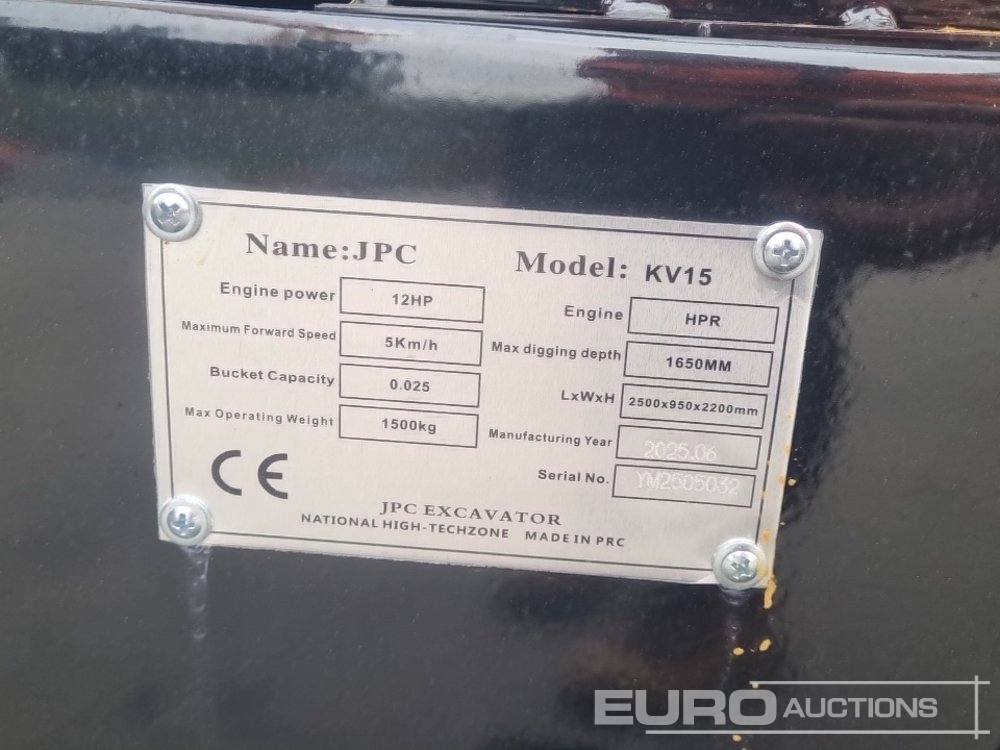 Name:JPC
Model: KV15
Engine power 12HP
Engine HPR
Maximum Forward Speed 5Km/h
Max digging depth 1650MM
Bucket Capacity 0.025
LxWxH 2500x950x2200mm
Max Operating Weight 1500kg
Manufacturing Year 2025.06
Serial No. YM2505032
CE
JPC EXCAVATOR
NATIONAL HIGH-TECHZONE MADE IN PRC
EURO AUCTIONS